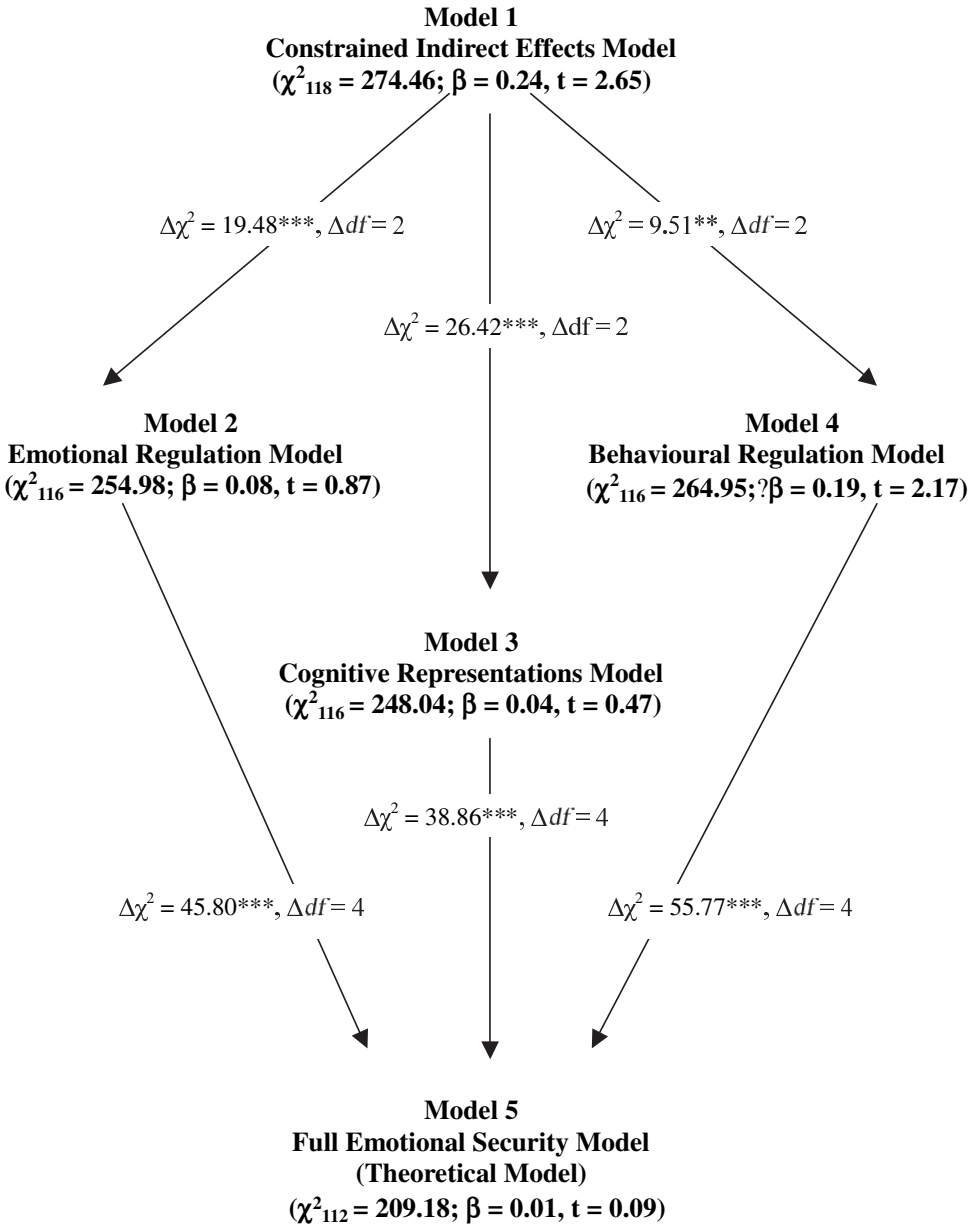 Model 1
Constrained Indirect Effects Model
(χ²₁₁₈ = 274.46; β = 0.24, t = 2.65)
Δχ² = 19.48***, Δdf = 2
Δχ² = 9.51**, Δdf = 2
Δχ² = 26.42***, Δdf = 2
Model 2
Emotional Regulation Model
(χ²₁₁₆ = 254.98; β = 0.08, t = 0.87)
Model 4
Behavioural Regulation Model
(χ²₁₁₆ = 264.95;?β = 0.19, t = 2.17)
Model 3
Cognitive Representations Model
(χ²₁₁₆ = 248.04; β = 0.04, t = 0.47)
Δχ² = 38.86***, Δdf = 4
Δχ² = 45.80***, Δdf = 4
Δχ² = 55.77***, Δdf = 4
Model 5
Full Emotional Security Model
(Theoretical Model)
(χ²₁₁₂ = 209.18; β = 0.01, t = 0.09)